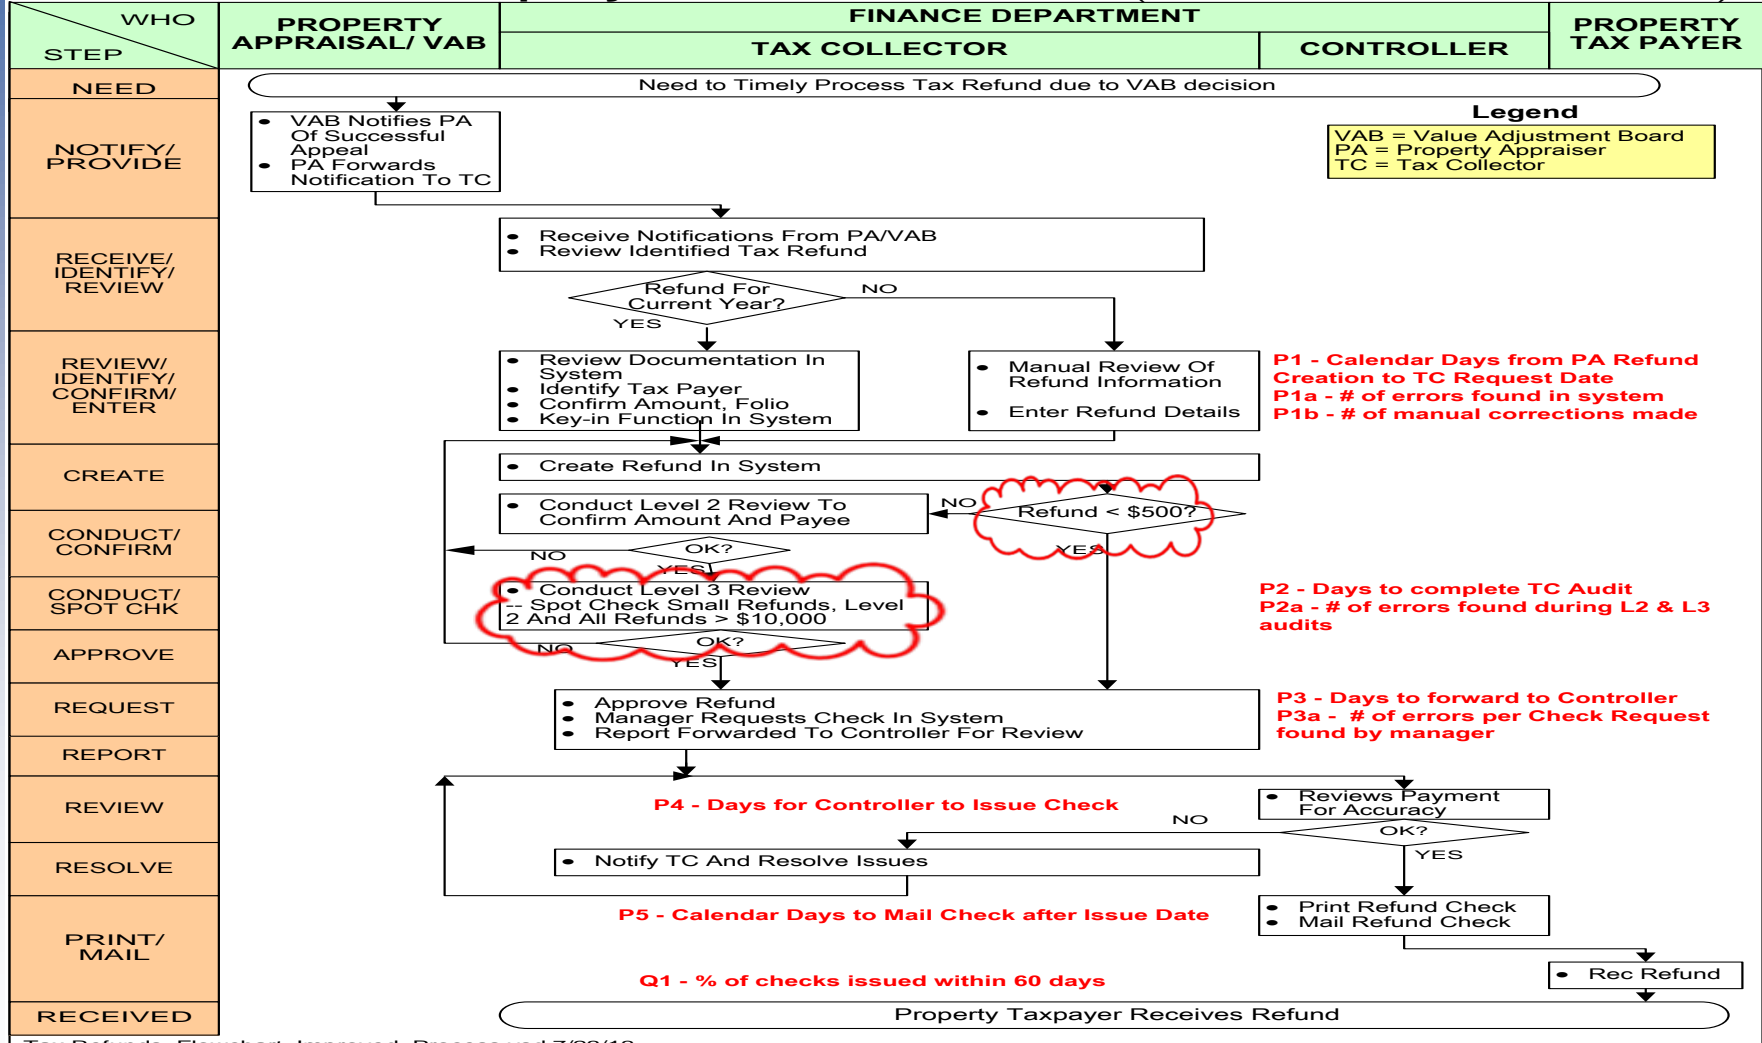 WHO
STEP
PROPERTY
APPRAISAL/ VAB
FINANCE DEPARTMENT
TAX COLLECTOR
CONTROLLER
PROPERTY
TAX PAYER
NEED
Need to Timely Process Tax Refund due to VAB decision
NOTIFY/
PROVIDE
• VAB Notifies PA
Of Successful
Appeal
• PA Forwards
Notification To TC
Legend
VAB = Value Adjustment Board
PA = Property Appraiser
TC = Tax Collector
RECEIVE/
IDENTIFY/
REVIEW
• Receive Notifications From PA/VAB
• Review Identified Tax Refund
Refund For
Current Year?
NO
YES
REVIEW/
IDENTIFY/
CONFIRM/
ENTER
• Review Documentation In
System
• Identify Tax Payer
• Confirm Amount, Folio
• Key-in Function In System
• Manual Review Of
Refund Information
• Enter Refund Details
P1 - Calendar Days from PA Refund
Creation to TC Request Date
P1a - # of errors found in system
P1b - # of manual corrections made
CREATE
• Create Refund In System
Refund < $500?
NO
YES
CONDUCT/
CONFIRM
• Conduct Level 2 Review To
Confirm Amount And Payee
OK?
NO
YES
CONDUCT/
SPOT CHK
• Conduct Level 3 Review
-- Spot Check Small Refunds, Level
2 And All Refunds > $10,000
P2 - Days to complete TC Audit
P2a - # of errors found during L2 & L3
audits
APPROVE
OK?
NO
YES
REQUEST
• Approve Refund
• Manager Requests Check In System
• Report Forwarded To Controller For Review
P3 - Days to forward to Controller
P3a - # of errors per Check Request
found by manager
REPORT
REVIEW
P4 - Days for Controller to Issue Check
• Reviews Payment
For Accuracy
OK?
NO
YES
RESOLVE
• Notify TC And Resolve Issues
PRINT/
MAIL
P5 - Calendar Days to Mail Check after Issue Date
• Print Refund Check
• Mail Refund Check
Q1 - % of checks issued within 60 days
• Rec Refund
RECEIVED
Property Taxpayer Receives Refund